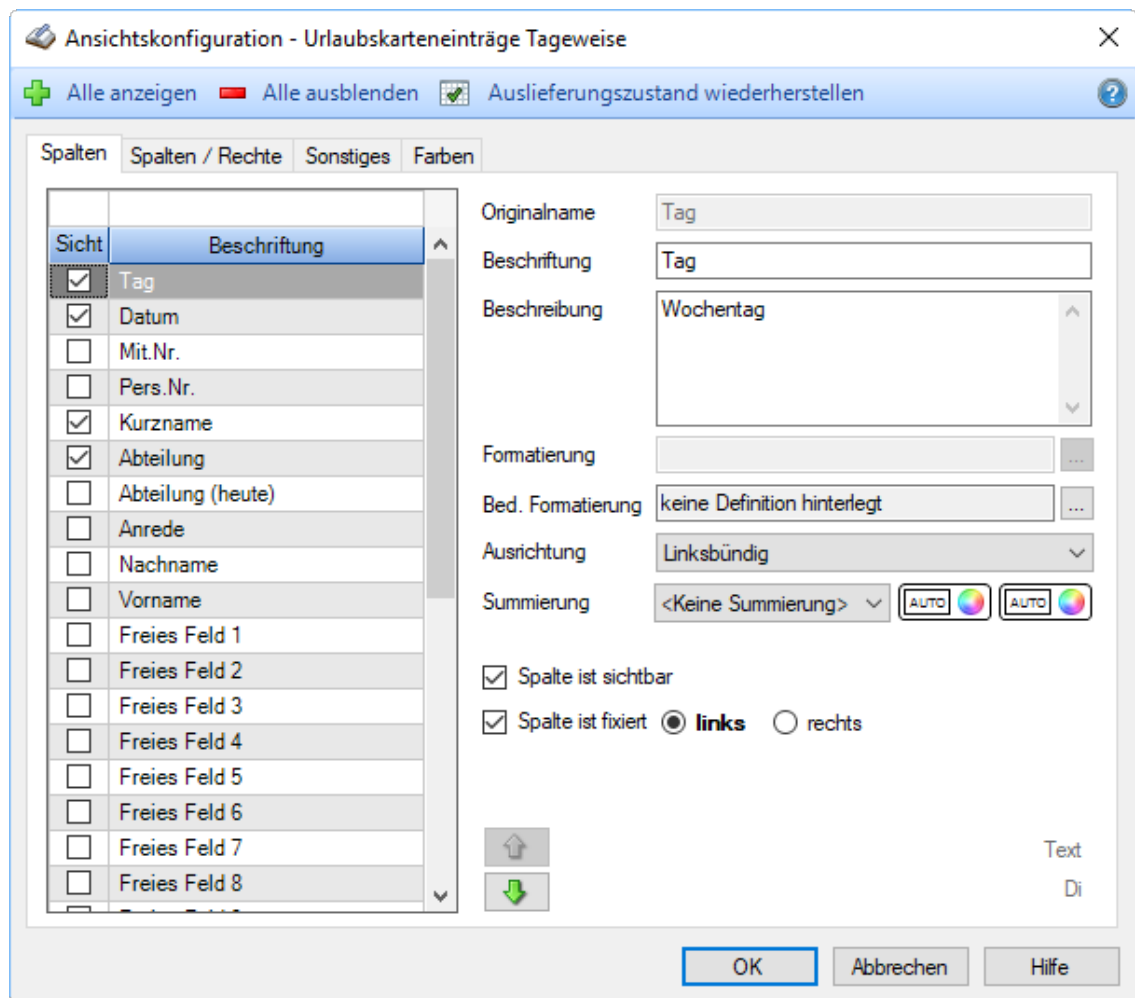 Ansichtskonfiguration - Urlaubskarteneinträge Tageweise
Alle anzeigen Alle ausblenden Auslieferungszustand wiederherstellen
Spalten Spalten / Rechte Sonstiges Farben
Sicht Beschriftung
Tag
Datum
Mit.Nr.
Pers.Nr.
Kurzname
Abteilung
Abteilung (heute)
Anrede
Nachname
Vorname
Freies Feld 1
Freies Feld 2
Freies Feld 3
Freies Feld 4
Freies Feld 5
Freies Feld 6
Freies Feld 7
Freies Feld 8
Originalname Tag
Beschriftung Tag
Beschreibung Wochentag
Formatierung ...
Bed. Formatierung keine Definition hinterlegt ...
Ausrichtung Linksbündig
Summierung <Keine Summierung> AUTO AUTO
Spalte ist sichtbar
Spalte ist fixiert links rechts
Text
Di
OK Abbrechen Hilfe